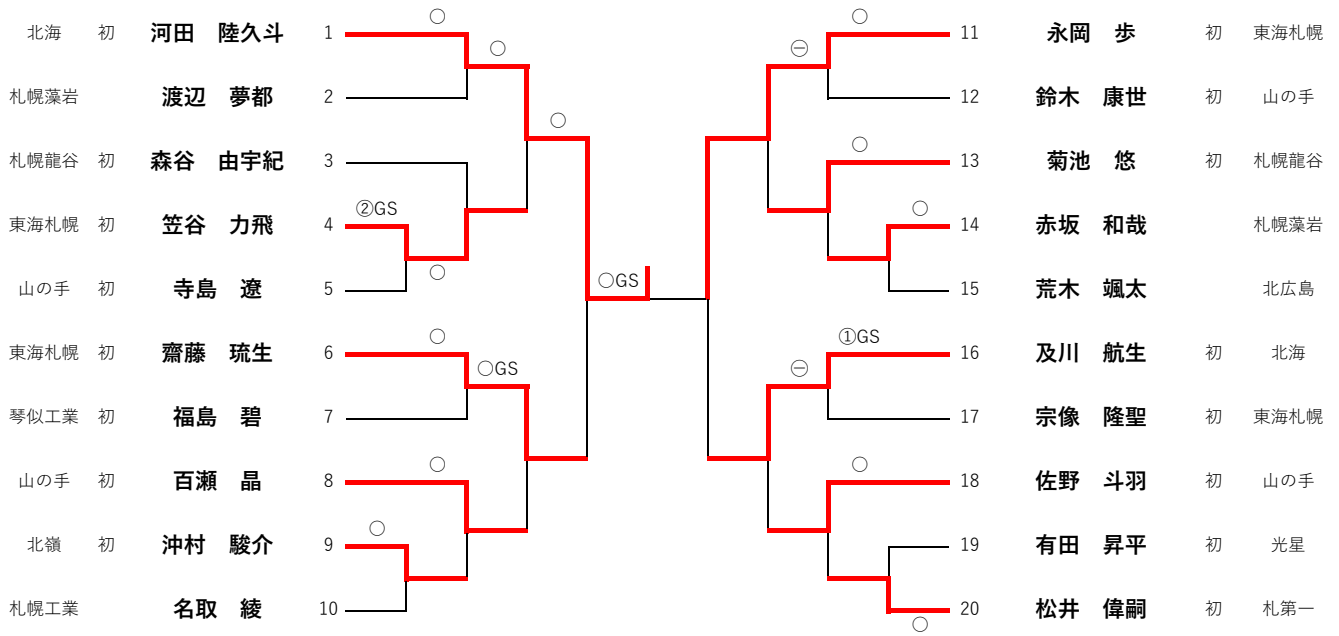 ○ ○
北海 初 河田 陸久斗 1 11 永岡 歩 初 東海札幌
○ ㊀
札幌藻岩 渡辺 夢都 2 12 鈴木 康世 初 山の手
○ ○
札幌龍谷 初 森谷 由宇紀 3 13 菊池 悠 初 札幌龍谷
②GS ○
東海札幌 初 笠谷 力飛 4 14 赤坂 和哉 札幌藻岩
○ ○GS
山の手 初 寺島 遼 5 15 荒木 颯太 北広島
○ ①GS
東海札幌 初 齋藤 琉生 6 16 及川 航生 初 北海
○GS ㊀
琴似工業 初 福島 碧 7 17 宗像 隆聖 初 東海札幌
○ ○
山の手 初 百瀬 晶 8 18 佐野 斗羽 初 山の手
○
北嶺 初 沖村 駿介 9 19 有田 昇平 初 光星
札幌工業 名取 綾 10 20 松井 偉嗣 初 札第一
○